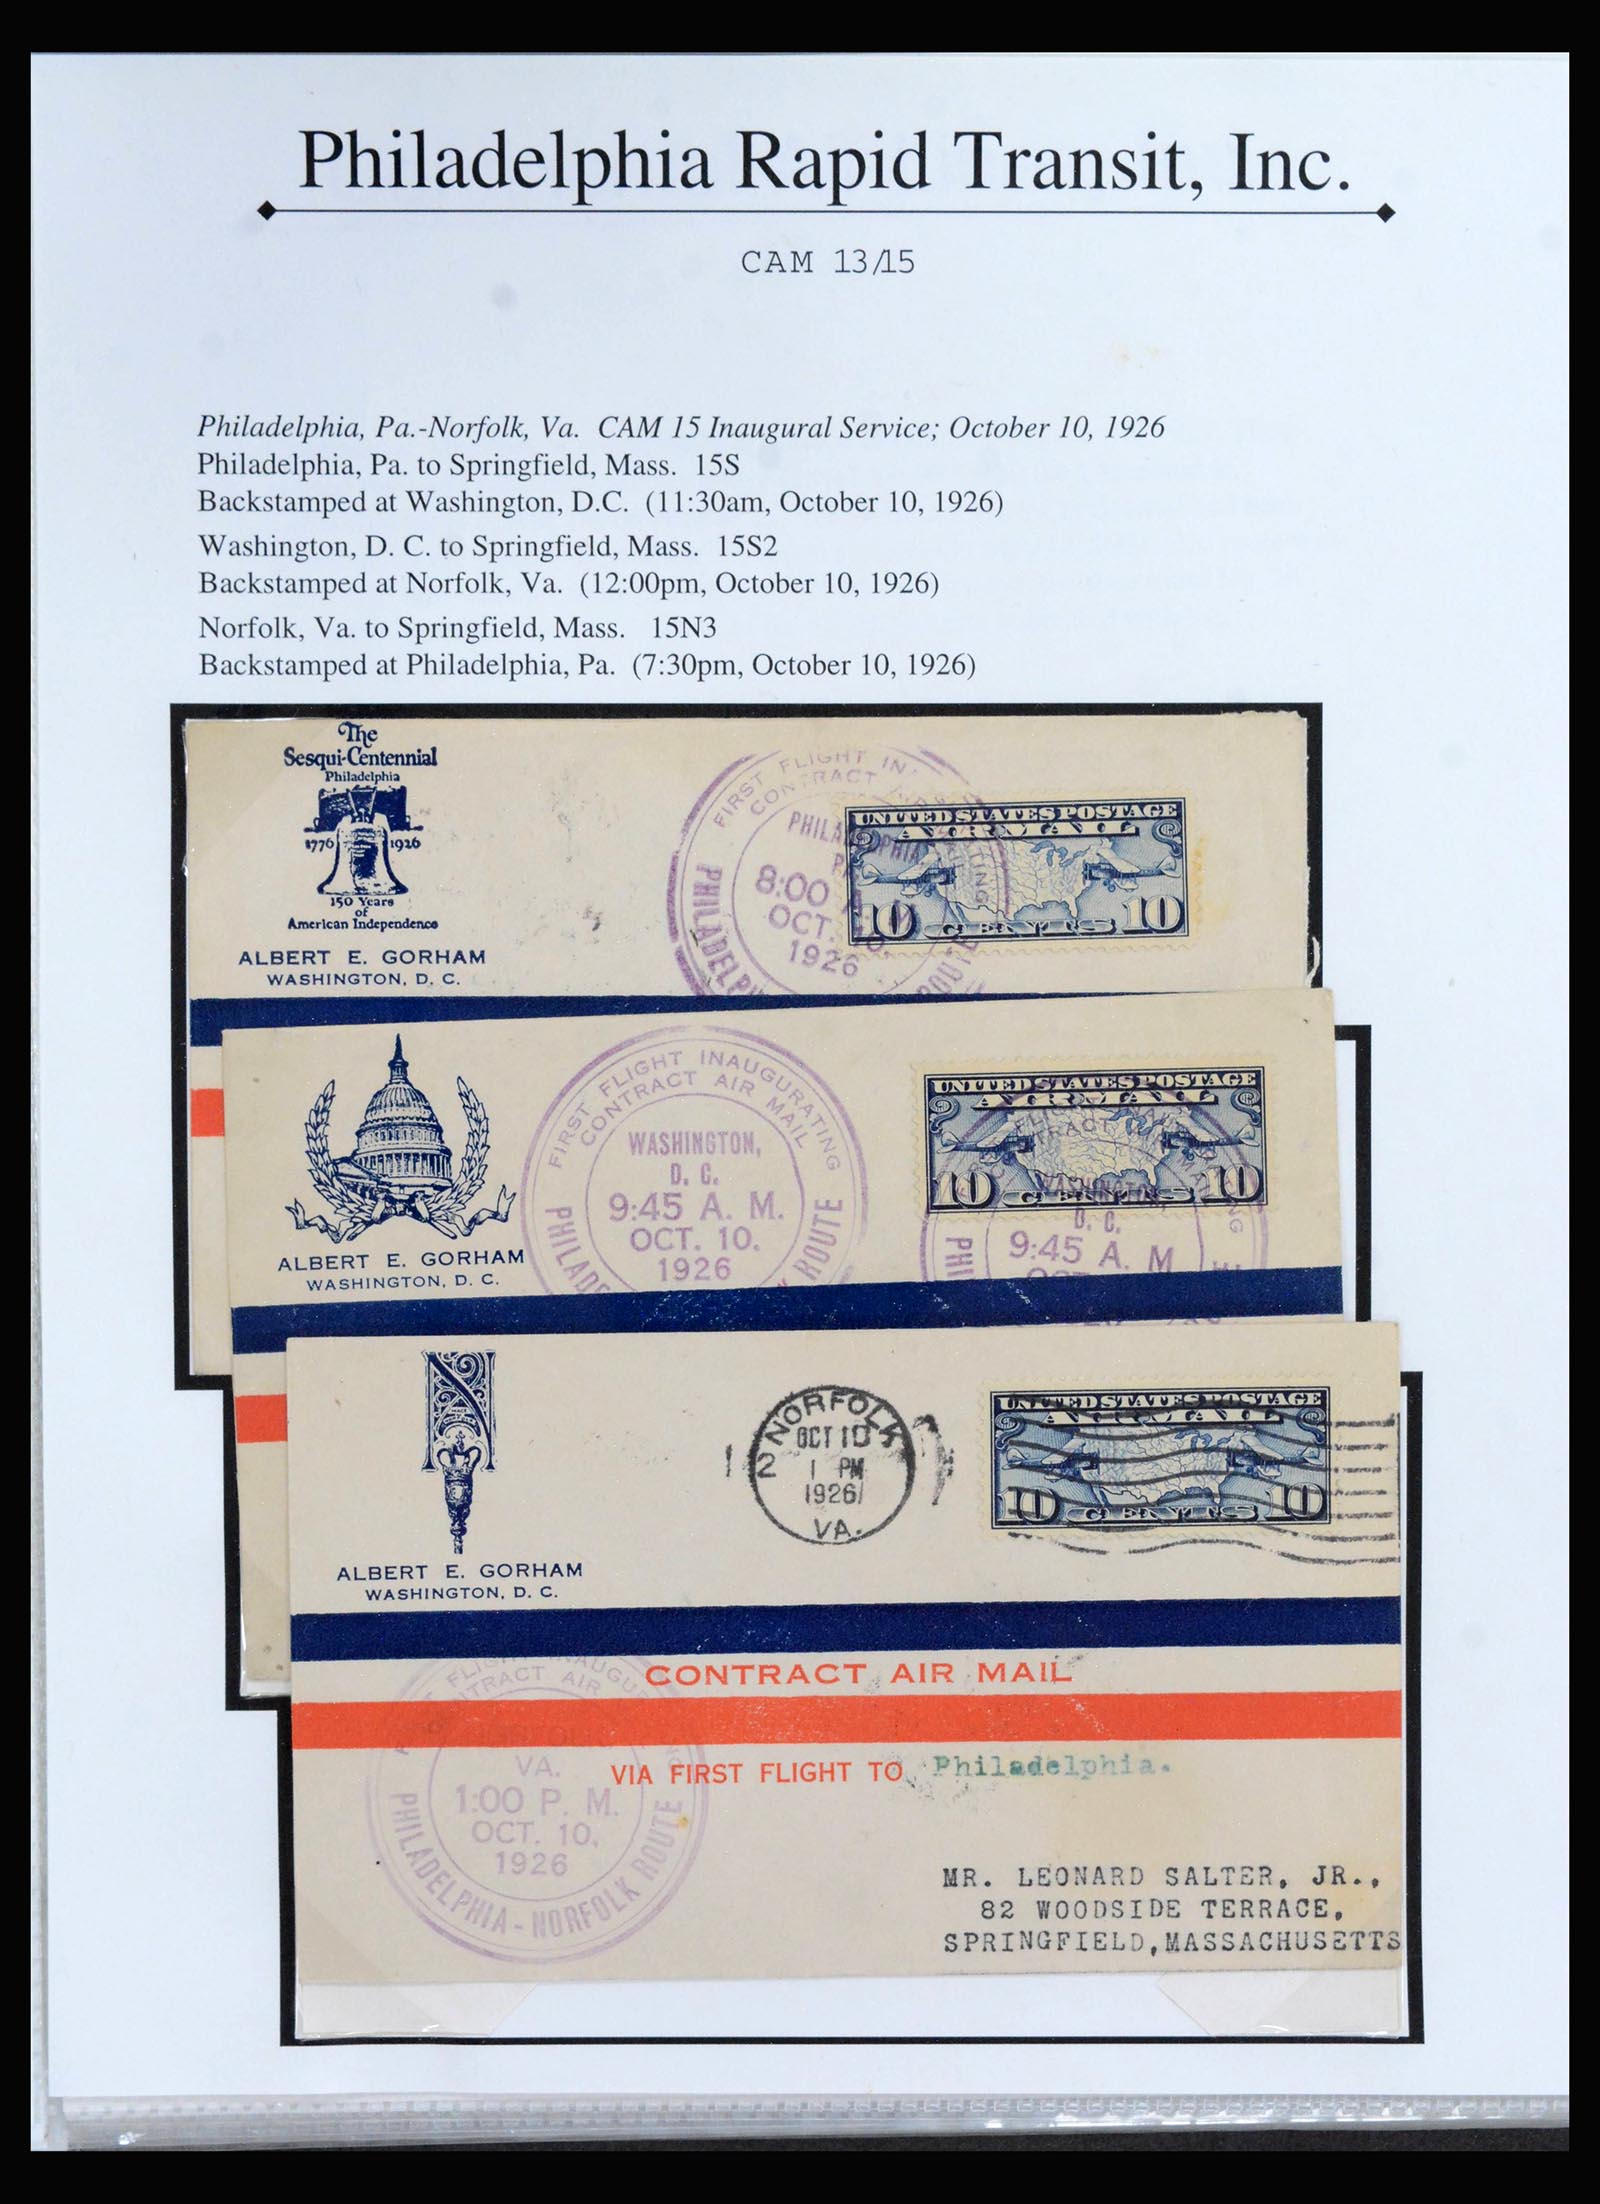 Philadelphia Rapid Transit, Inc.
CAM 13/15
Philadelphia, Pa.-Norfolk, Va. CAM 15 Inaugural Service; October 10, 1926
Philadelphia, Pa. to Springfield, Mass. 15S
Backstamped at Washington, D.C. (11:30am, October 10, 1926)
Washington, D. C. to Springfield, Mass. 15S2
Backstamped at Norfolk, Va. (12:00pm, October 10, 1926)
Norfolk, Va. to Springfield, Mass. 15N3
Backstamped at Philadelphia, Pa. (7:30pm, October 10, 1926)
The
Sesqui-Centennial
Philadelphia
1776 1926
150 Years
of
American Independence
ALBERT E. GORHAM
WASHINGTON, D. C.
FIRST FLIGHT
CONTRACT
PHILADELPHIA
8:00
OCT.
1926
ROUTE
UNITED STATES POSTAGE
AIR MAIL
10 CENTS 10
ALBERT E. GORHAM
WASHINGTON, D. C.
FIRST FLIGHT INAUGURATING
CONTRACT AIR MAIL
WASHINGTON,
D. C.
9:45 A. M.
OCT. 10.
1926
ROUTE
UNITED STATES POSTAGE
AIR MAIL
10 CENTS 10
WASHINGTON,
D. C.
9:45 A. M
ALBERT E. GORHAM
WASHINGTON, D. C.
NORFOLK
OCT 10
1 PM
1926
VA.
12
UNITED STATES POSTAGE
AIR MAIL
10 CENTS 10
CONTRACT AIR MAIL
VIA FIRST FLIGHT TO Philadelphia.
VA.
1:00 P. M.
OCT. 10.
1926
PHILADELPHIA - NORFOLK ROUTE
MR. LEONARD SALTER, JR.,
82 WOODSIDE TERRACE,
SPRINGFIELD, MASSACHUSETTS